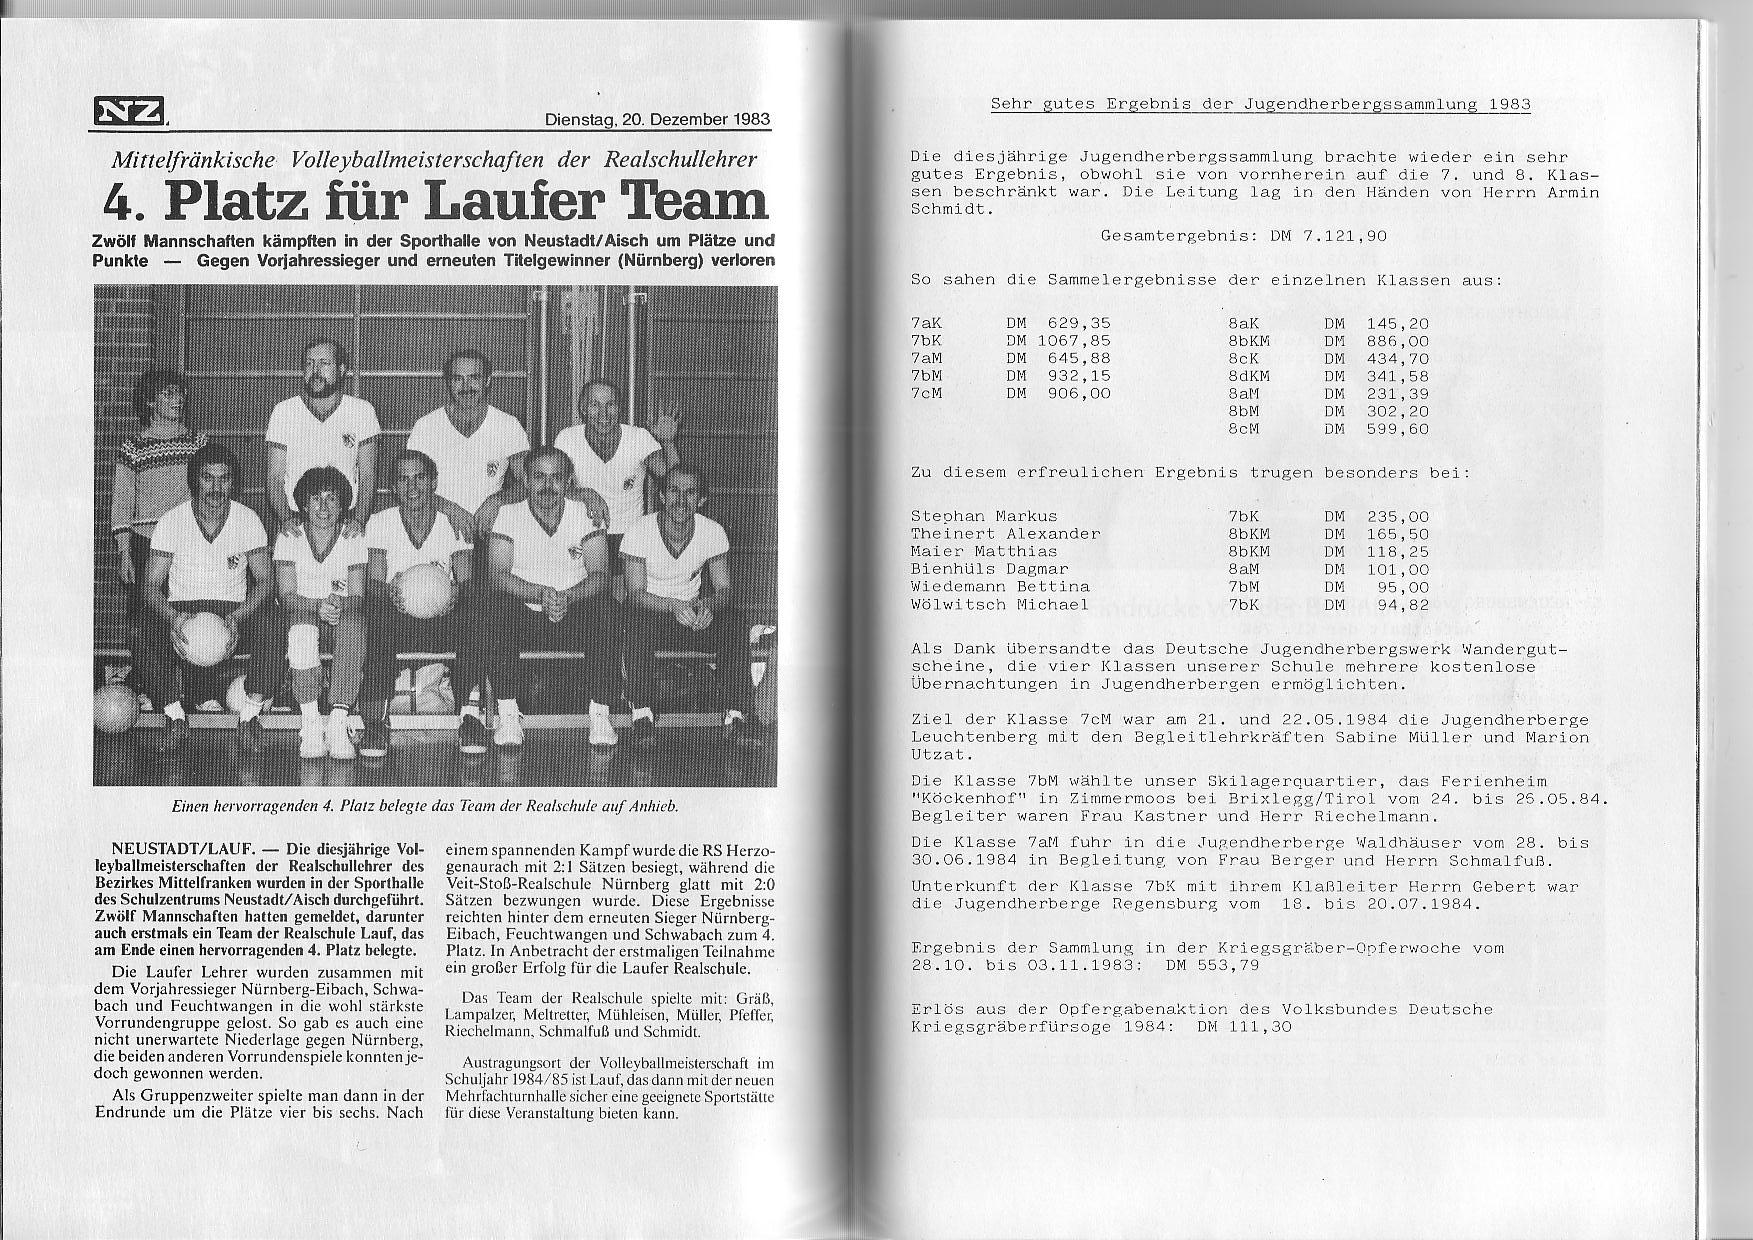 NZ
Dienstag, 20. Dezember 1983
Mittelfränkische Volleyballmeisterschaften der Realschullehrer
4. Platz für Laufer Team
Zwölf Mannschaften kämpften in der Sporthalle von Neustadt/Aisch um Plätze und
Punkte — Gegen Vorjahressieger und erneuten Titelgewinner (Nürnberg) verloren
Einen hervorragenden 4. Platz belegte das Team der Realschule auf Anhieb.
NEUSTADT/LAUF. — Die diesjährige Vol-
leyballmeisterschaften der Realschullehrer des
Bezirkes Mittelfranken wurden in der Sporthalle
des Schulzentrums Neustadt/Aisch durchgeführt.
Zwölf Mannschaften hatten gemeldet, darunter
auch erstmals ein Team der Realschule Lauf, das
am Ende einen hervorragenden 4. Platz belegte.
Die Laufer Lehrer wurden zusammen mit
dem Vorjahressieger Nürnberg-Eibach, Schwa-
bach und Feuchtwangen in die wohl stärkste
Vorrundengruppe gelost. So gab es auch eine
nicht unerwartete Niederlage gegen Nürnberg,
die beiden anderen Vorrundenspiele konnten je-
doch gewonnen werden.
Als Gruppenzweiter spielte man dann in der
Endrunde um die Plätze vier bis sechs. Nach
einem spannenden Kampf wurde die RS Herzo-
genaurach mit 2:1 Sätzen besiegt, während die
Veit-Stoß-Realschule Nürnberg glatt mit 2:0
Sätzen bezwungen wurde. Diese Ergebnisse
reichten hinter dem erneuten Sieger Nürnberg-
Eibach, Feuchtwangen und Schwabach zum 4.
Platz. In Anbetracht der erstmaligen Teilnahme
ein großer Erfolg für die Laufer Realschule.
Das Team der Realschule spielte mit: Gräß,
Lampalzer, Meltretter, Mühleisen, Müller, Pfeffer,
Riechelmann, Schmalfuß und Schmidt.
Austragungsort der Volleyballmeisterschaft im
Schuljahr 1984/85 ist Lauf, das dann mit der neuen
Mehrfachturnhalle sicher eine geeignete Sportstätte
für diese Veranstaltung bieten kann.
Sehr gutes Ergebnis der Jugendherbergssammlung 1983
Die diesjährige Jugendherbergssammlung brachte wieder ein sehr
gutes Ergebnis, obwohl sie von vornherein auf die 7. und 8. Klas-
sen beschränkt war. Die Leitung lag in den Händen von Herrn Armin
Schmidt.
Gesamtergebnis: DM 7.121,90
So sahen die Sammelergebnisse der einzelnen Klassen aus:
7aK DM 629,35 8aK DM 145,20
7bK DM 1067,85 8bKM DM 886,00
7aM DM 645,88 8cK DM 434,70
7bM DM 932,15 8dKM DM 341,58
7cM DM 906,00 8aM DM 231,39
8bM DM 302,20
8cM DM 599,60
Zu diesem erfreulichen Ergebnis trugen besonders bei:
Stephan Markus 7bK DM 235,00
Theinert Alexander 8bKM DM 165,50
Maier Matthias 8bKM DM 118,25
Bienhüls Dagmar 8aM DM 101,00
Wiedemann Bettina 7bM DM 95,00
Wölwitsch Michael 7bK DM 94,82
Als Dank übersandte das Deutsche Jugendherbergswerk Wandergut-
scheine, die vier Klassen unserer Schule mehrere kostenlose
Übernachtungen in Jugendherbergen ermöglichten.
Ziel der Klasse 7cM war am 21. und 22.05.1984 die Jugendherberge
Leuchtenberg mit den Begleitlehrkräften Sabine Müller und Marion
Utzat.
Die Klasse 7bM wählte unser Skilagerquartier, das Ferienheim
"Köckenhof" in Zimmermoos bei Brixlegg/Tirol vom 24. bis 26.05.84.
Begleiter waren Frau Kastner und Herr Riechelmann.
Die Klasse 7aM fuhr in die Jugendherberge Waldhäuser vom 28. bis
30.06.1984 in Begleitung von Frau Berger und Herrn Schmalfuß.
Unterkunft der Klasse 7bK mit ihrem Klaßleiter Herrn Gebert war
die Jugendherberge Regensburg vom 18. bis 20.07.1984.
Ergebnis der Sammlung in der Kriegsgräber-Opferwoche vom
28.10. bis 03.11.1983: DM 553,79
Erlös aus der Opfergabenaktion des Volksbundes Deutsche
Kriegsgräberfürsoge 1984: DM 111,30